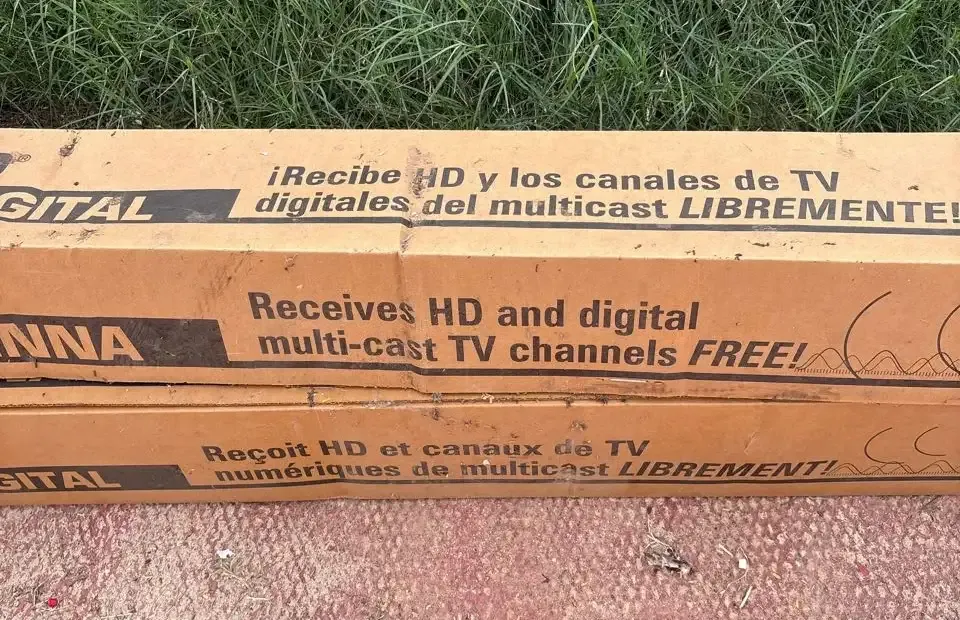 GITAL
¡Recibe HD y los canales de TV
digitales del multicast LIBREMENTE!
NNA
Receives HD and digital
multi-cast TV channels FREE!
GITAL
Reçoit HD et canaux de TV
numériques de multicast LIBREMENT!